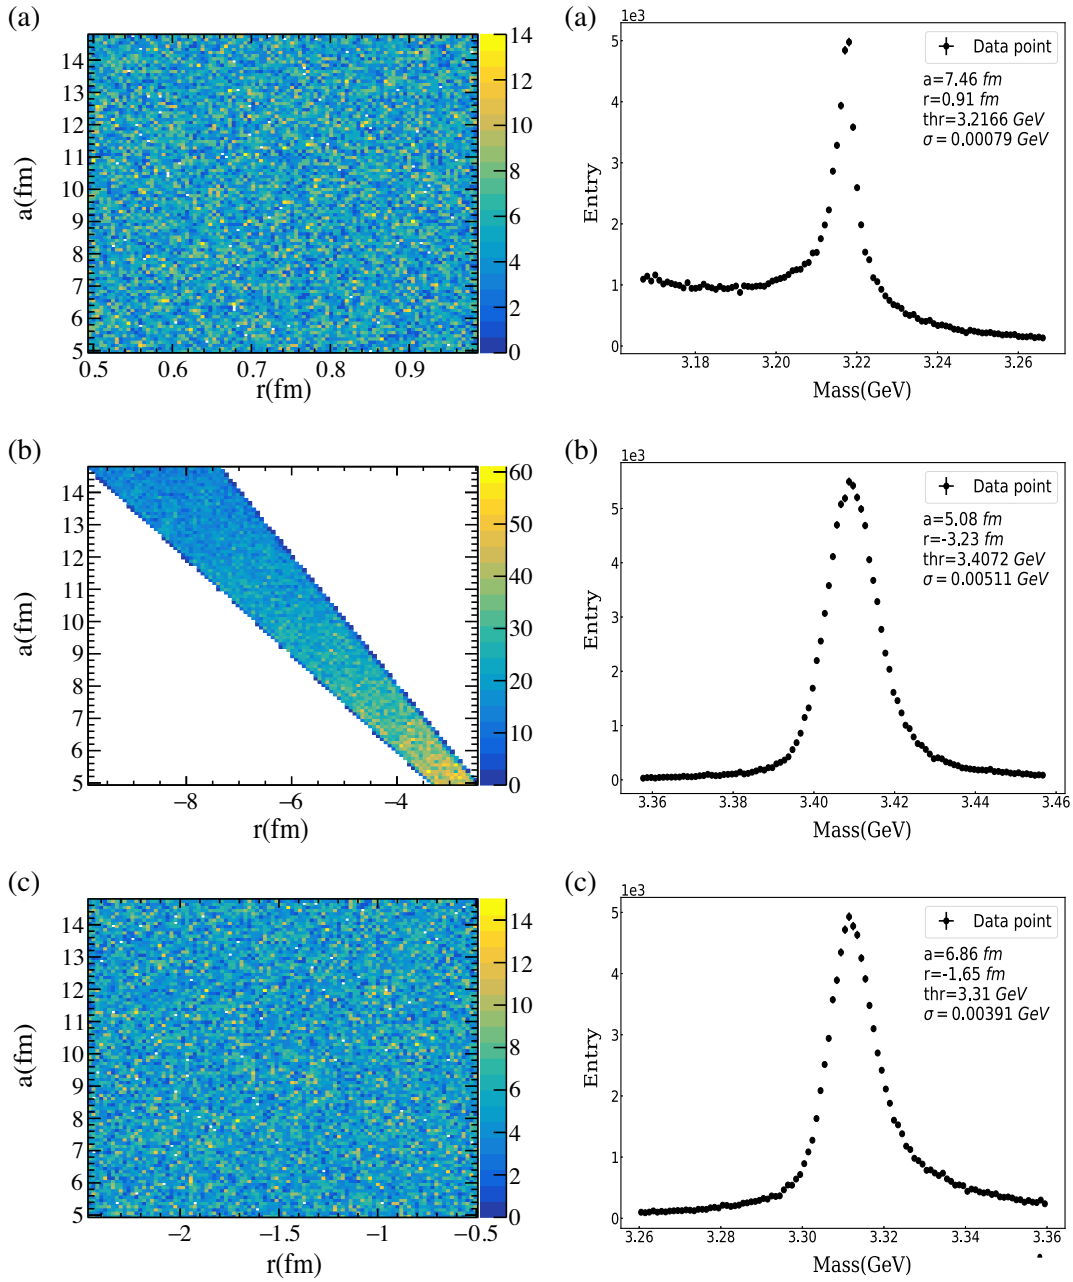 (a)
14
13
12
11
10
9
8
7
6
5
a(fm)
0.5 0.6 0.7 0.8 0.9
r(fm)
14
12
10
8
6
4
2
0
(a)
1e3
5
4
3
2
1
0
Entry
Data point
a=7.46 fm
r=0.91 fm
thr=3.2166 GeV
σ = 0.00079 GeV
3.18 3.20 3.22 3.24 3.26
Mass(GeV)
(b)
14
13
12
11
10
9
8
7
6
5
a(fm)
−8 −6 −4
r(fm)
60
50
40
30
20
10
0
(b)
1e3
5
4
3
2
1
0
Entry
Data point
a=5.08 fm
r=-3.23 fm
thr=3.4072 GeV
σ = 0.00511 GeV
3.36 3.38 3.40 3.42 3.44 3.46
Mass(GeV)
(c)
14
13
12
11
10
9
8
7
6
5
a(fm)
−2 −1.5 −1 −0.5
r(fm)
14
12
10
8
6
4
2
0
(c)
1e3
5
4
3
2
1
0
Entry
Data point
a=6.86 fm
r=-1.65 fm
thr=3.31 GeV
σ = 0.00391 GeV
3.26 3.28 3.30 3.32 3.34 3.36
Mass(GeV)